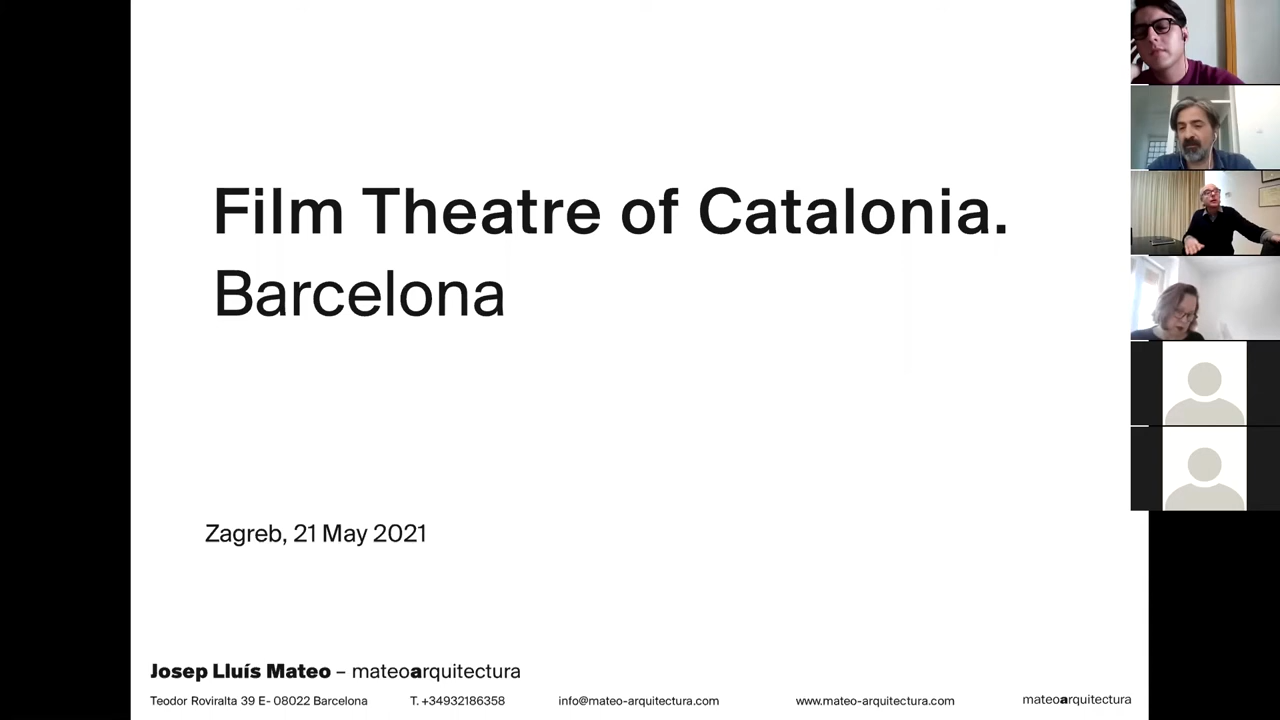 Film Theatre of Catalonia.
Barcelona
Zagreb, 21 May 2021
Josep Lluís Mateo – mateoarquitectura
Teodor Roviralta 39 E- 08022 Barcelona T. +34932186358 info@mateo-arquitectura.com www.mateo-arquitectura.com mateoarquitectura